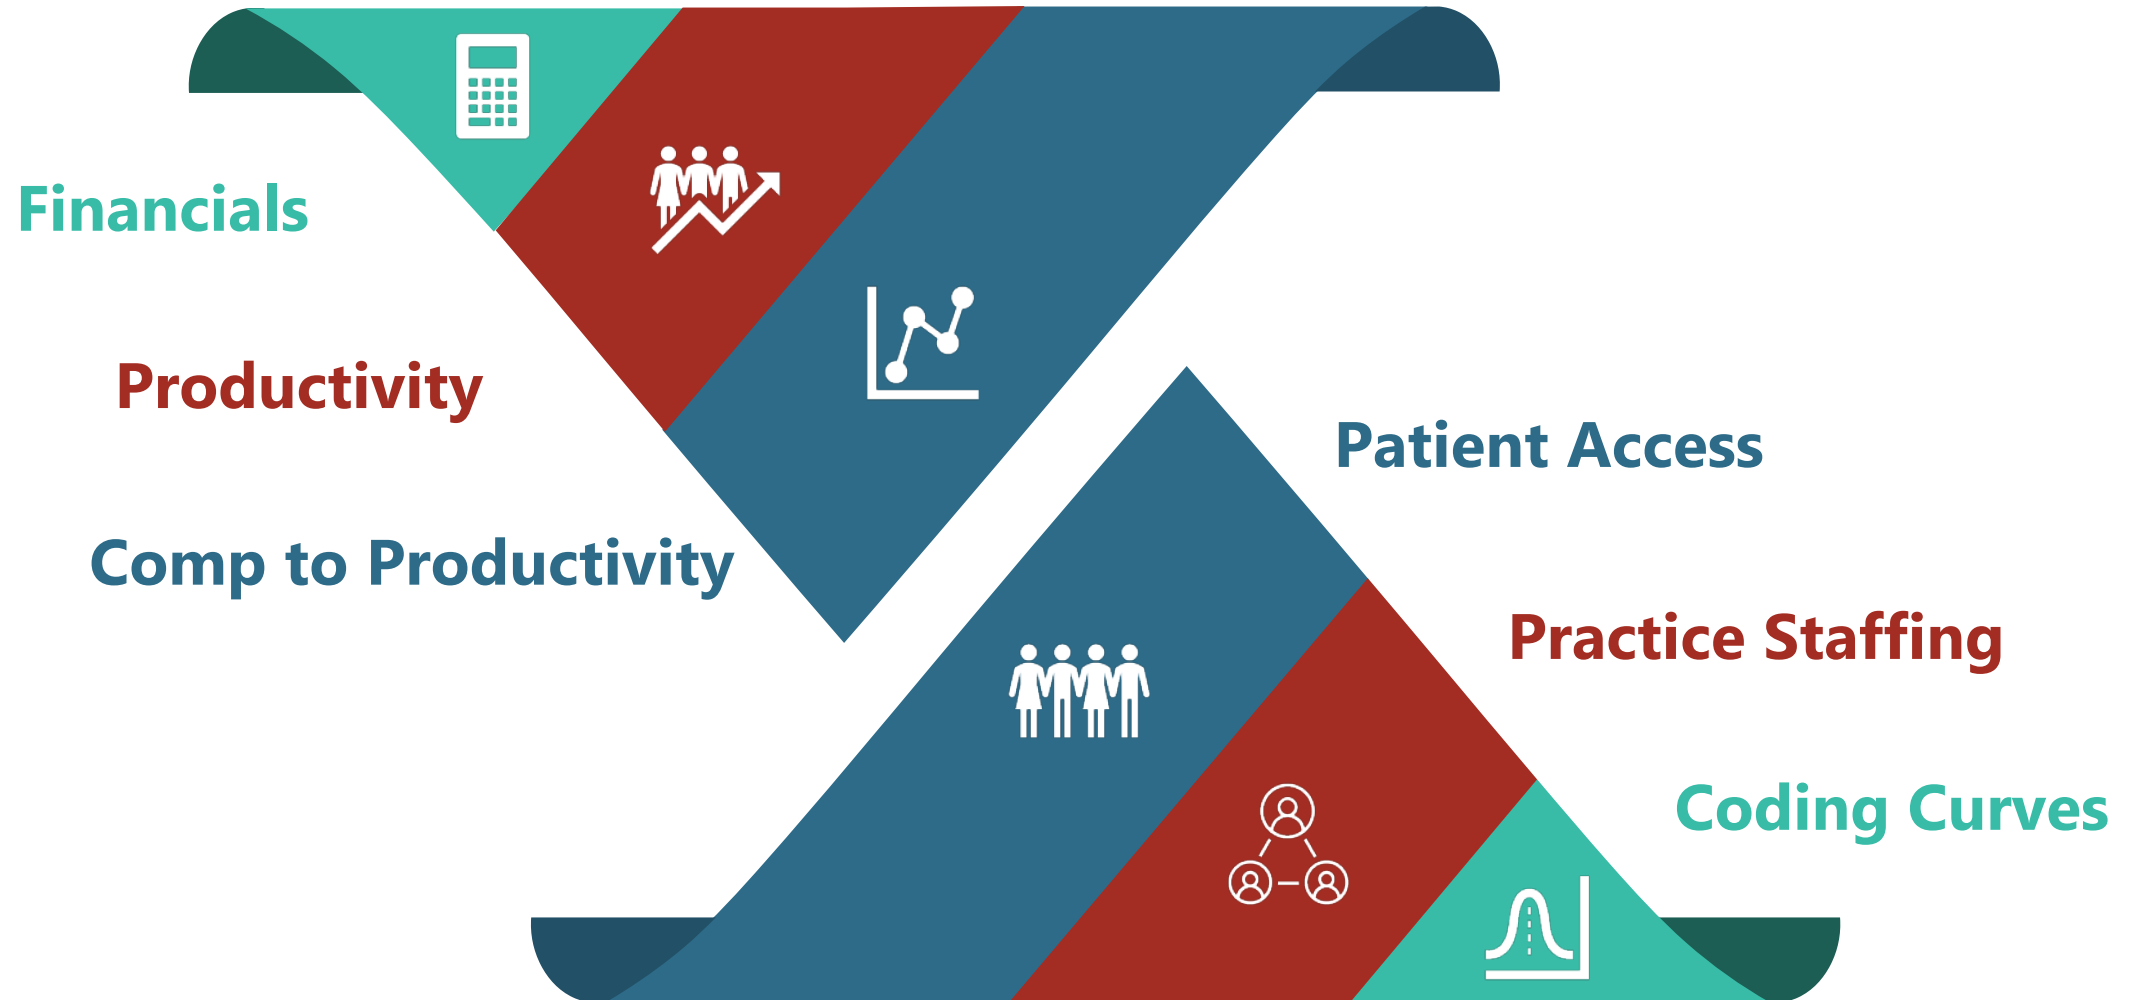 Financials
Productivity
Comp to Productivity
Patient Access
Practice Staffing
Coding Curves